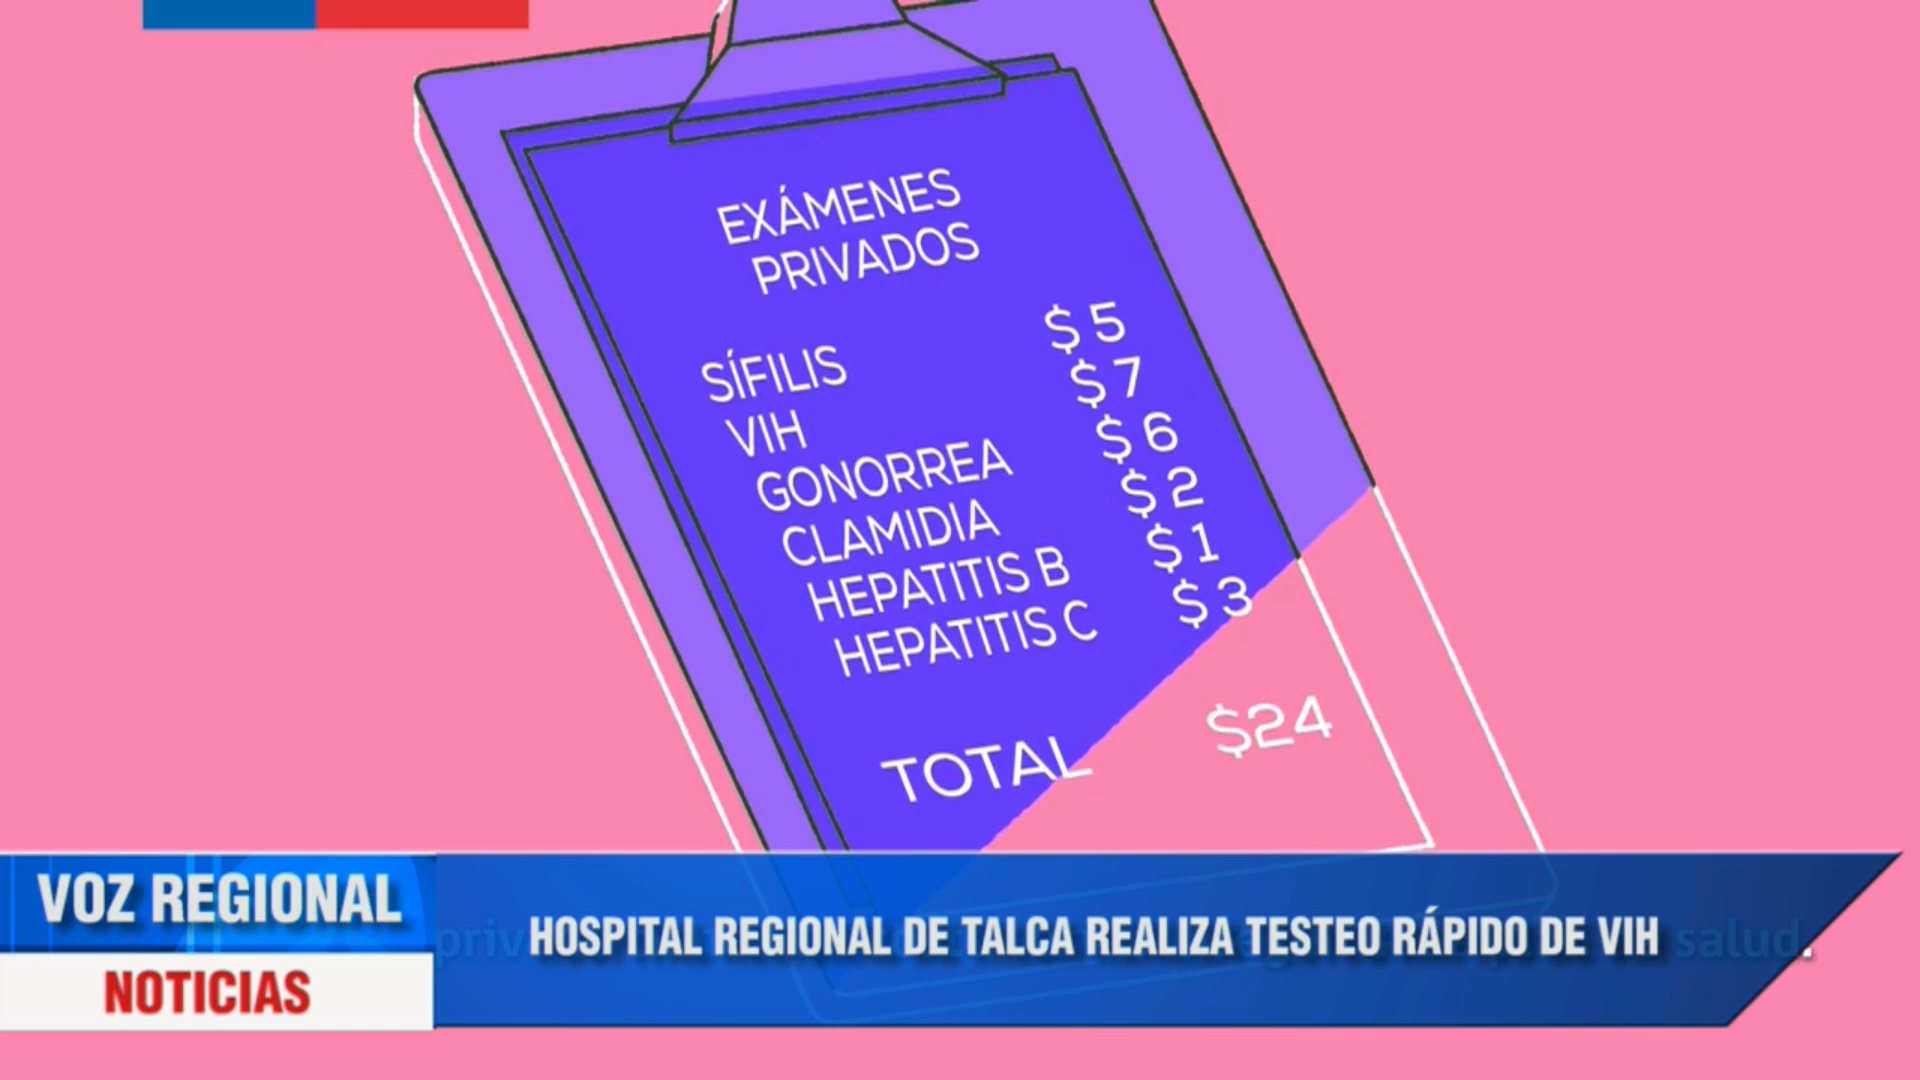 EXÁMENES
PRIVADOS
SÍFILIS $ 5
VIH $ 7
GONORREA $ 6
CLAMIDIA $ 2
HEPATITIS B $ 1
HEPATITIS C $ 3
TOTAL $24
VOZ REGIONAL
NOTICIAS
HOSPITAL REGIONAL DE TALCA REALIZA TESTEO RÁPIDO DE VIH
salud.